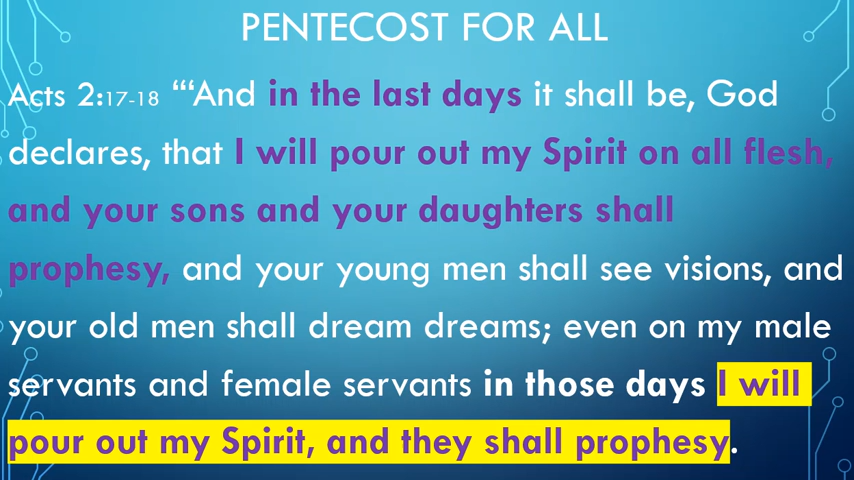 PENTECOST FOR ALL
Acts 2:17-18 “‘And in the last days it shall be, God
declares, that I will pour out my Spirit on all flesh,
and your sons and your daughters shall
prophesy, and your young men shall see visions, and
your old men shall dream dreams; even on my male
servants and female servants in those days I will
pour out my Spirit, and they shall prophesy.